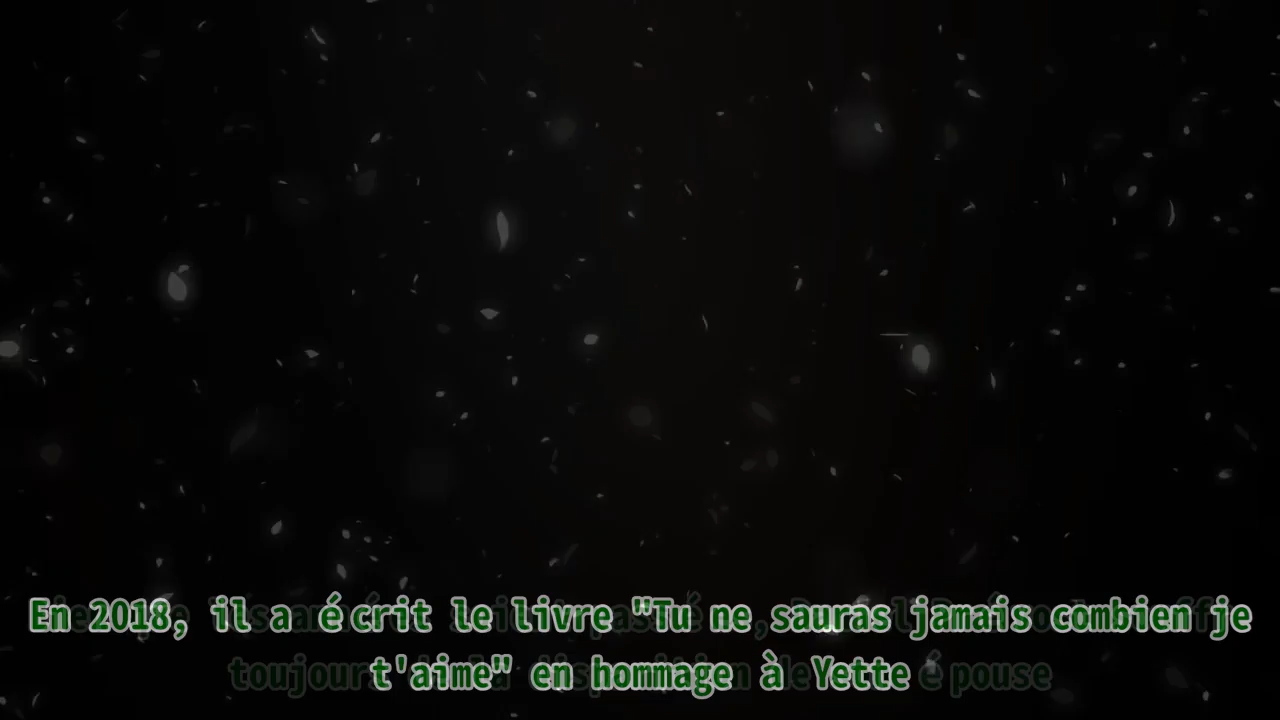 En 2018, il a écrit le livre "Tu ne sauras jamais combien je
t'aime" en hommage à Yette